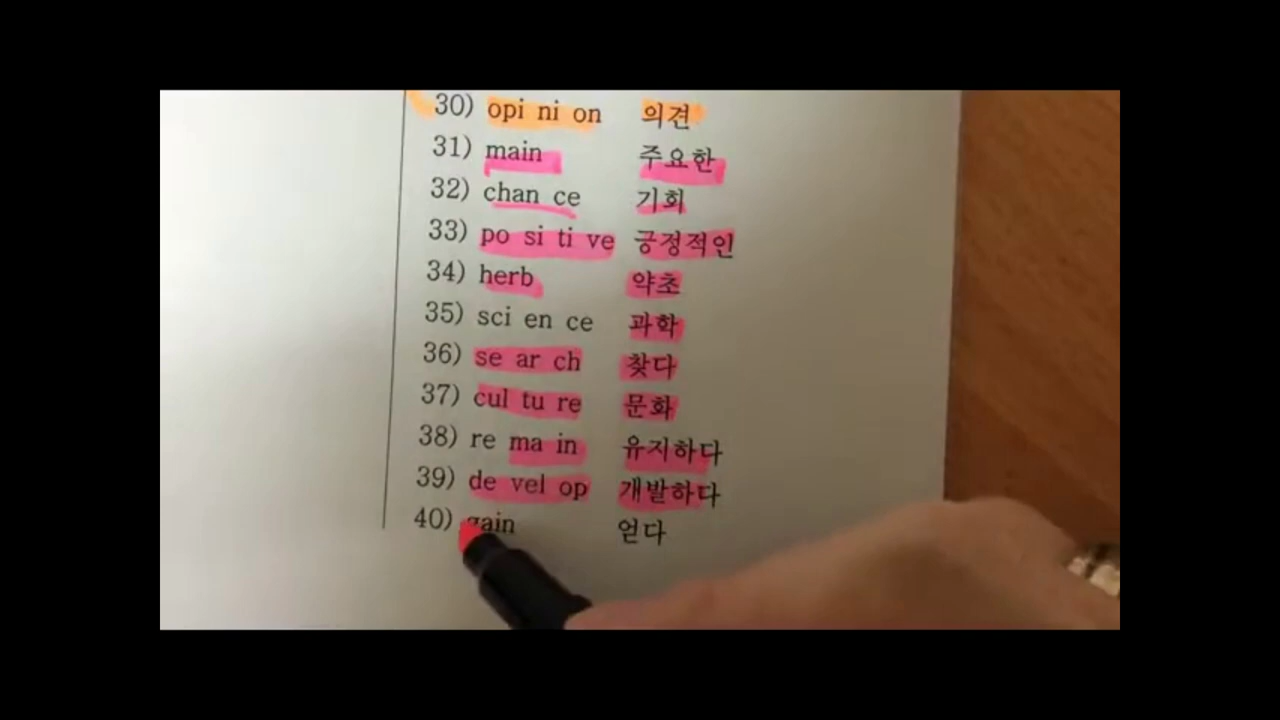 30) opi ni on 의견
31) main 주요한
32) chan ce 기회
33) po si ti ve 긍정적인
34) herb 약초
35) sci en ce 과학
36) se ar ch 찾다
37) cul tu re 문화
38) re ma in 유지하다
39) de vel op 개발하다
40) gain 얻다